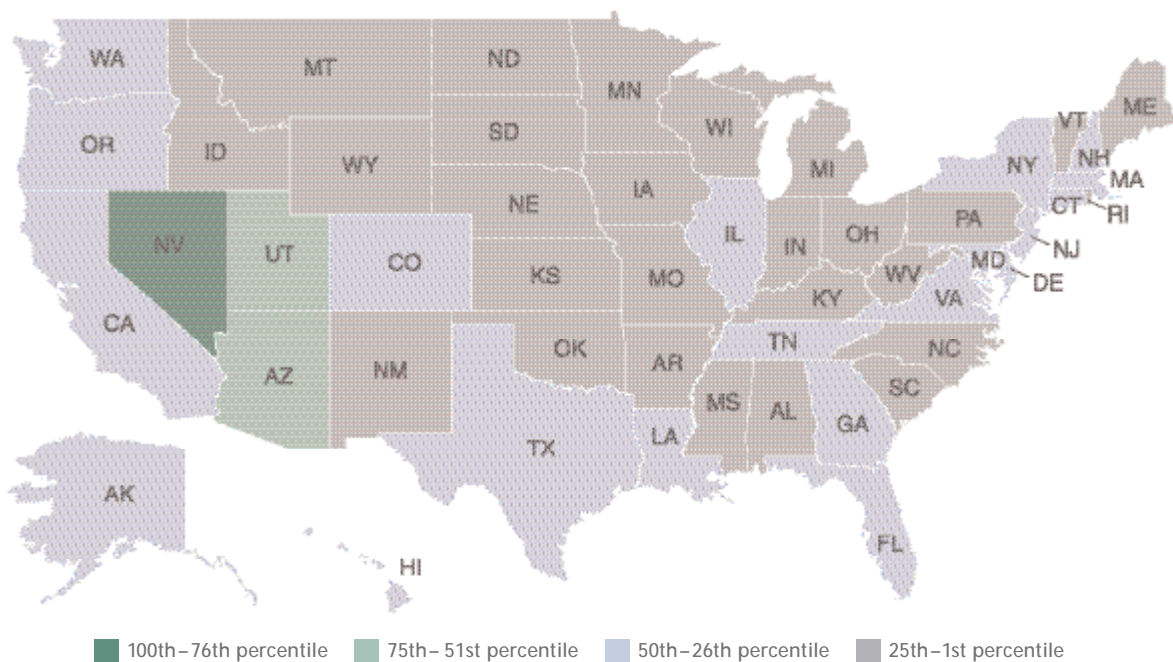 WA
MT
ND
MN
ME
VT
OR
ID
SD
WI
MI
NY
NH
MA
WY
IA
NE
CT
RI
PA
NV
UT
CO
IL
IN
OH
NJ
MD
DE
KS
MO
WV
KY
VA
CA
TN
NC
AZ
NM
OK
AR
SC
MS
AL
GA
TX
LA
AK
FL
HI
100th–76th percentile 75th–51st percentile 50th–26th percentile 25th–1st percentile